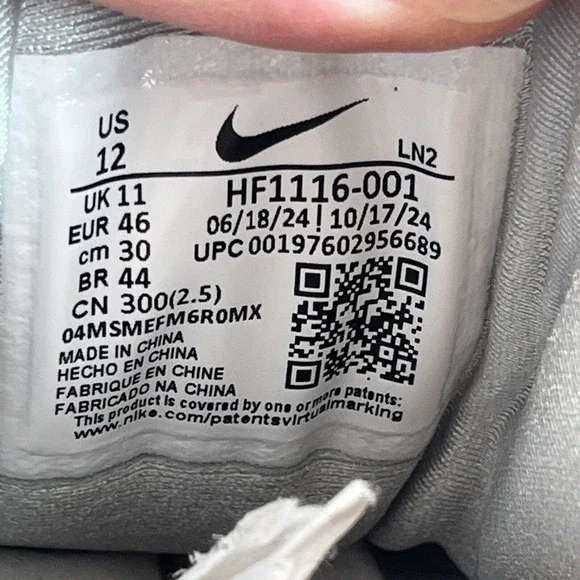 US
12
LN2
UK 11
EUR 46
cm 30
BR 44
CN 300(2.5)
HF1116-001
06/18/24 | 10/17/24
UPC 00197602956689
04MSMEFM6R0MX
MADE IN CHINA
HECHO EN CHINA
FABRIQUE EN CHINE
FABRICADO NA CHINA
This product is covered by one or more patents:
www.nike.com/patentsvirtualmarking